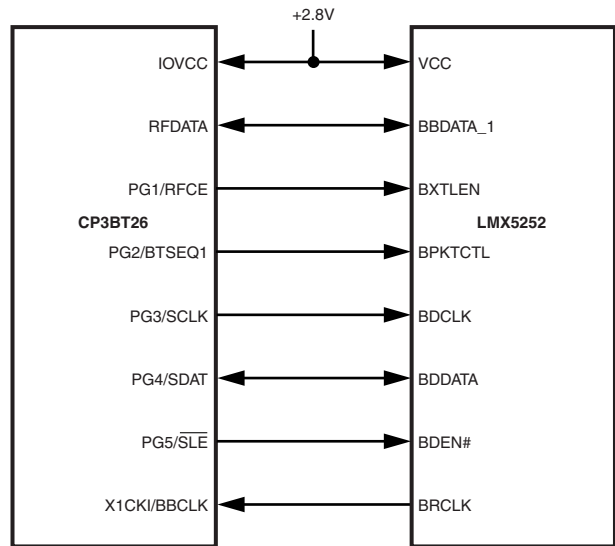 +2.8V
IOVCC VCC
RFDATA BBDATA_1
PG1/RFCE BXTLEN
CP3BT26 LMX5252
PG2/BTSEQ1 BPKTCTL
PG3/SCLK BDCLK
PG4/SDAT BDDATA
PG5/SLE BDEN#
X1CKI/BBCLK BRCLK